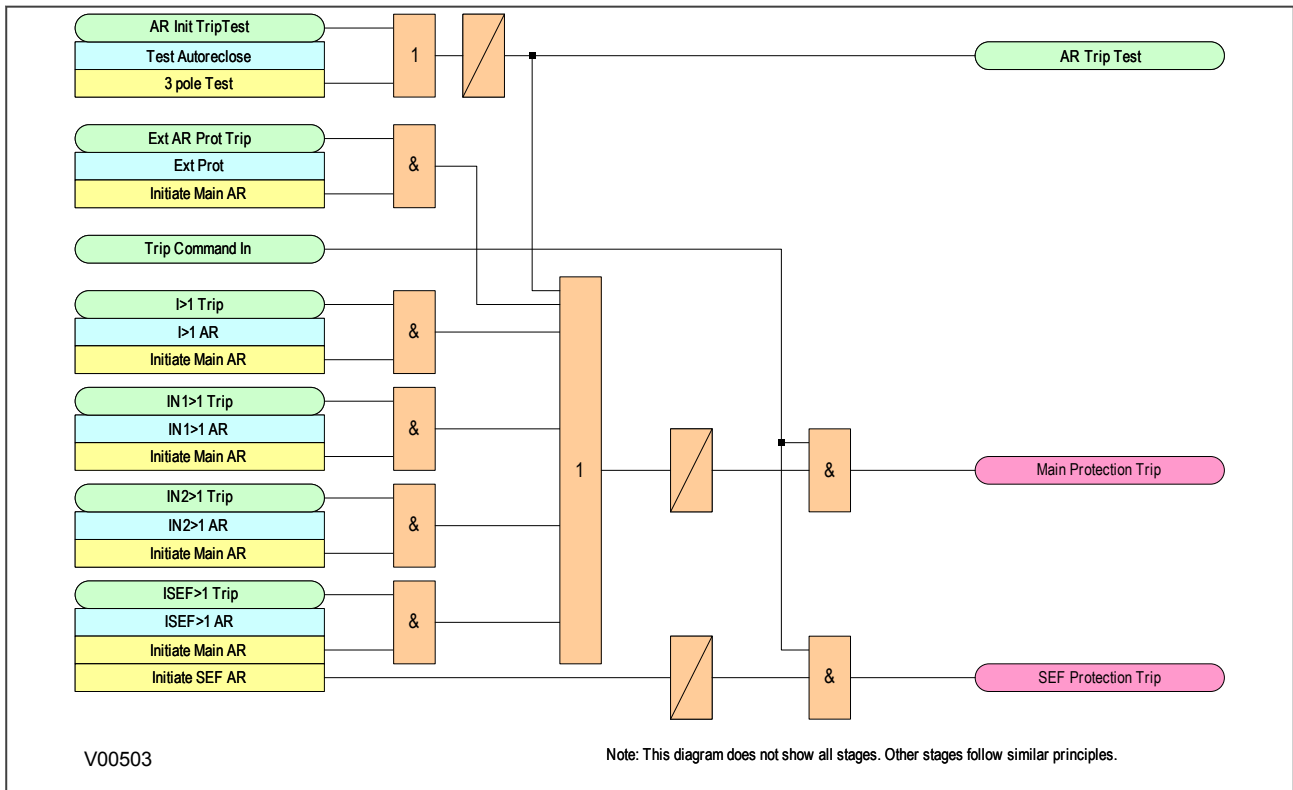 AR Init TripTest
Test Autoreclose
3 pole Test
1
AR Trip Test
Ext AR Prot Trip
Ext Prot
Initiate Main AR
&
Trip Command In
I>1 Trip
I>1 AR
Initiate Main AR
&
IN1>1 Trip
IN1>1 AR
Initiate Main AR
&
IN2>1 Trip
IN2>1 AR
Initiate Main AR
&
ISEF>1 Trip
ISEF>1 AR
Initiate Main AR
Initiate SEF AR
&
1
&
Main Protection Trip
&
SEF Protection Trip
V00503
Note: This diagram does not show all stages. Other stages follow similar principles.